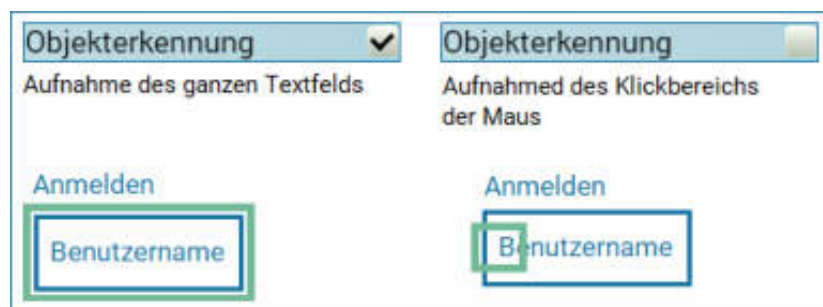 Objekterkennung
Aufnahme des ganzen Textfelds
Anmelden
Benutzername
Objekterkennung
Aufnahmed des Klickbereichs
der Maus
Anmelden
Benutzername